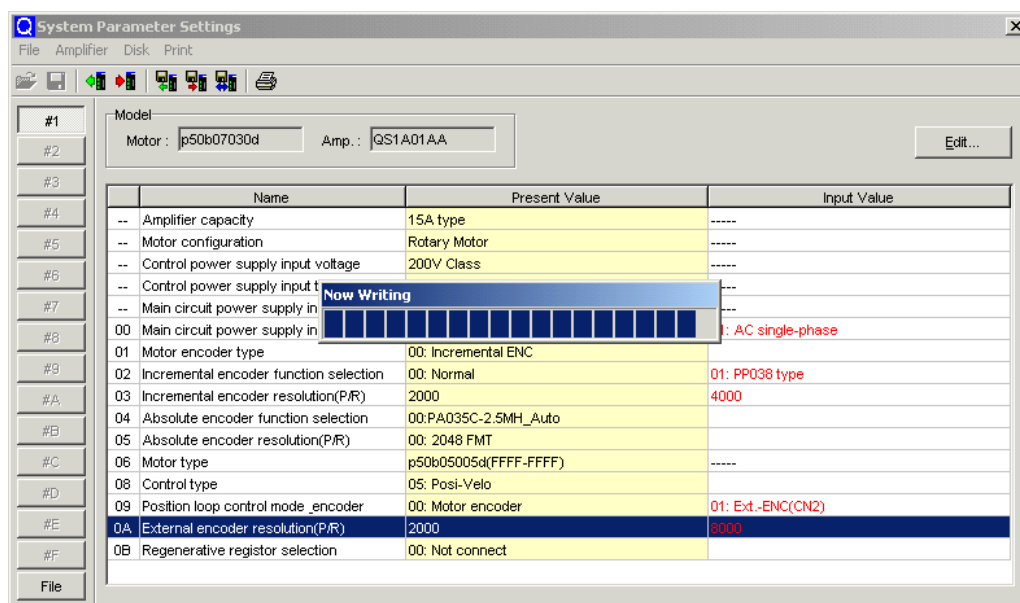 Q System Parameter Settings
File Amplifier Disk Print
#1
#2
#3
#4
#5
#6
#7
#8
#9
#A
#B
#C
#D
#E
#F
File
Model
Motor : p50b07030d Amp. : QS1A01AA
Edit...
Name Present Value Input Value
-- Amplifier capacity 15A type -----
-- Motor configuration Rotary Motor -----
-- Control power supply input voltage 200V Class -----
-- Control power supply input
Now Writing
-- Main circuit power supply in
00 Main circuit power supply in : AC single-phase
01 Motor encoder type 00: Incremental ENC
02 Incremental encoder function selection 00: Normal 01: PP038 type
03 Incremental encoder resolution(P/R) 2000 4000
04 Absolute encoder function selection 00:PA035C-2.5MH_Auto
05 Absolute encoder resolution(P/R) 00: 2048 FMT
06 Motor type p50b05005d(FFFF-FFFF) -----
08 Control type 05: Posi-Velo
09 Position loop control mode _encoder 00: Motor encoder 01: Ext.-ENC(CN2)
0A External encoder resolution(P/R) 2000 8000
0B Regenerative registor selection 00: Not connect